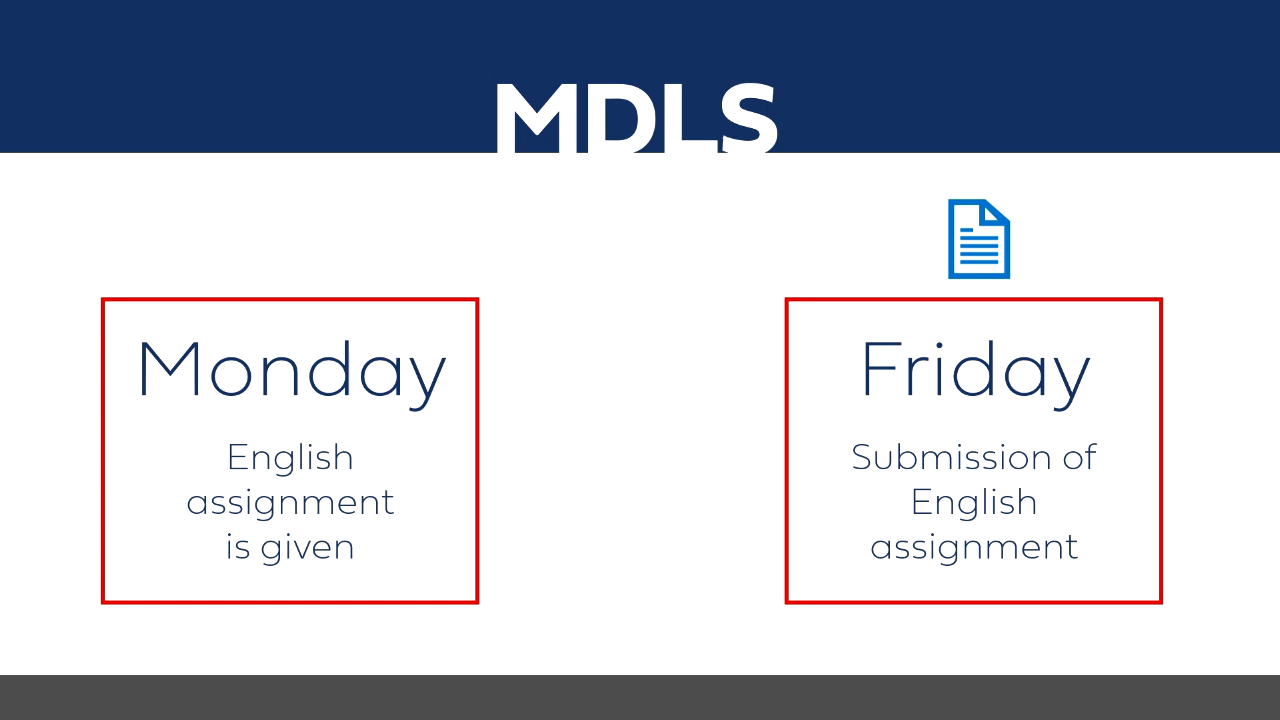 MDLS
Monday
English
assignment
is given
Friday
Submission of
English
assignment